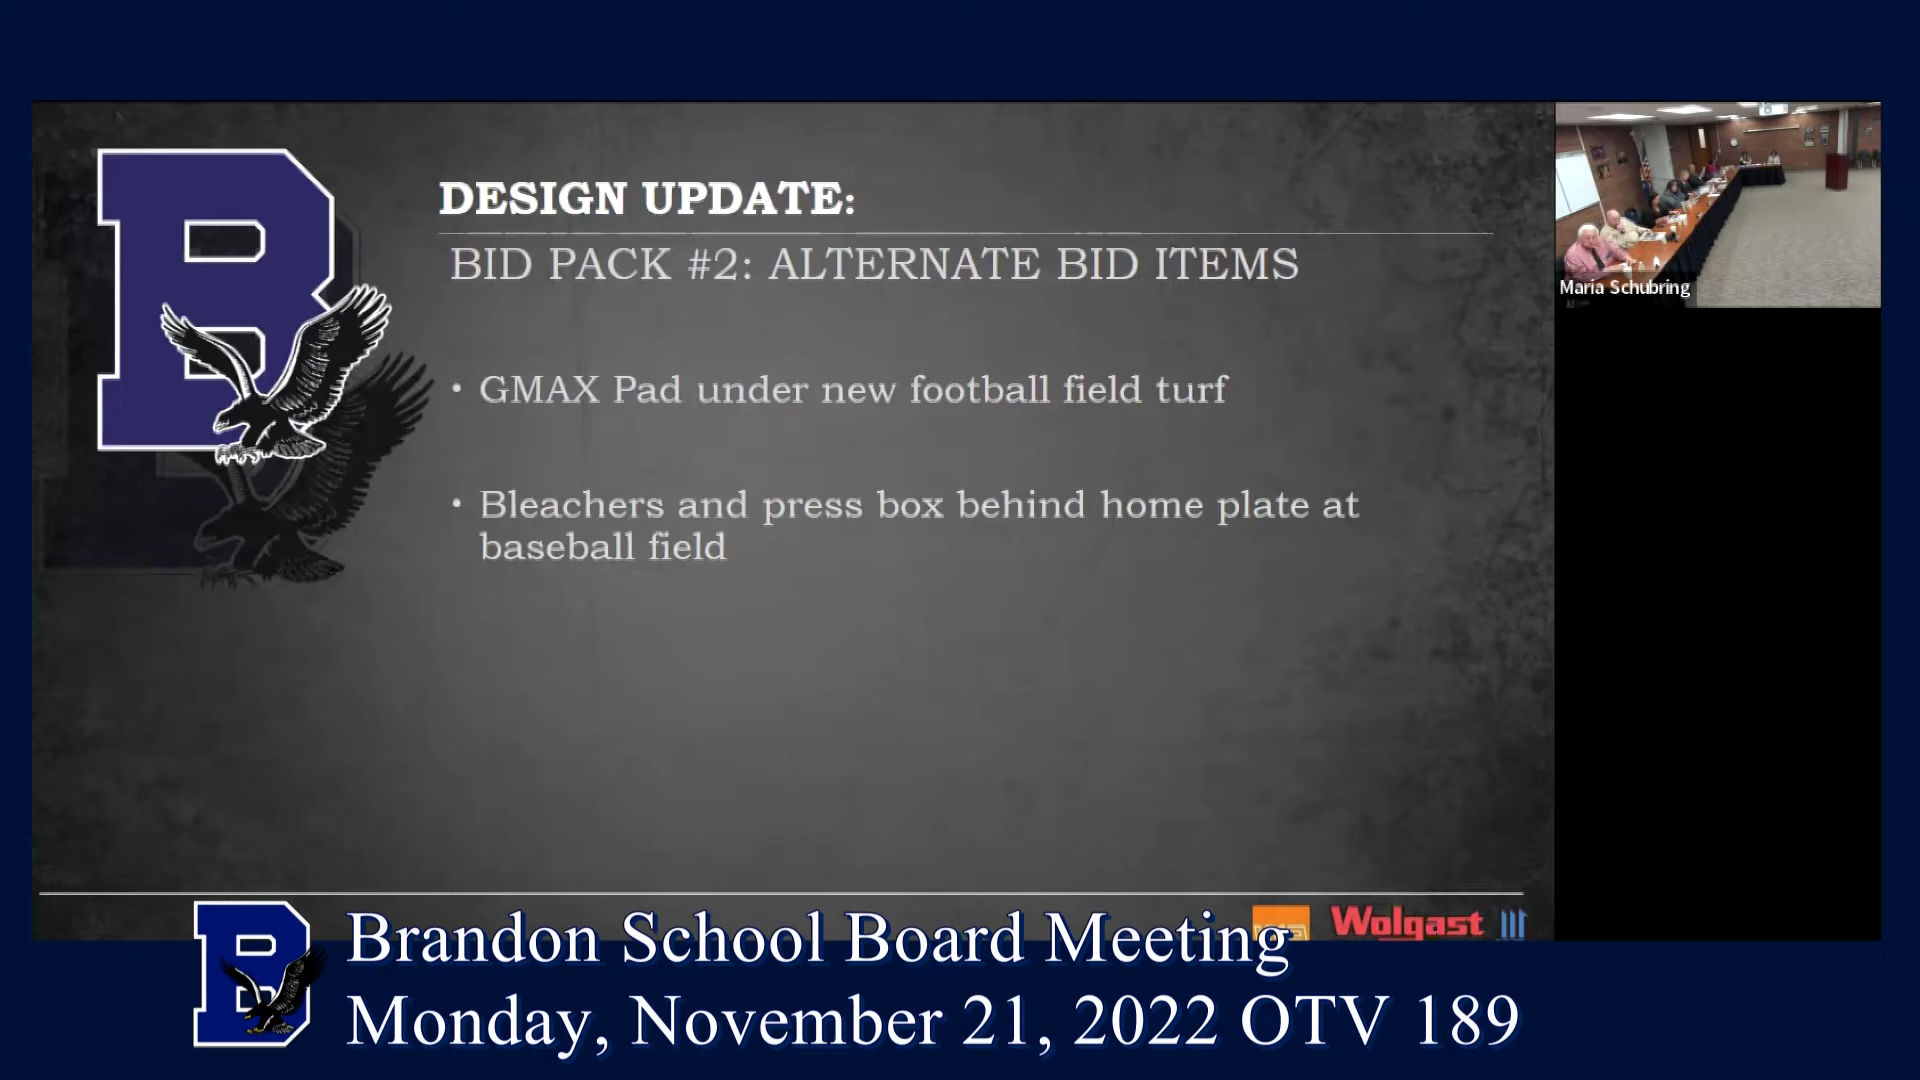 DESIGN UPDATE:
BID PACK #2: ALTERNATE BID ITEMS
• GMAX Pad under new football field turf
• Bleachers and press box behind home plate at
baseball field
Maria Schubring
Wolgast
Brandon School Board Meeting
Monday, November 21, 2022 OTV 189